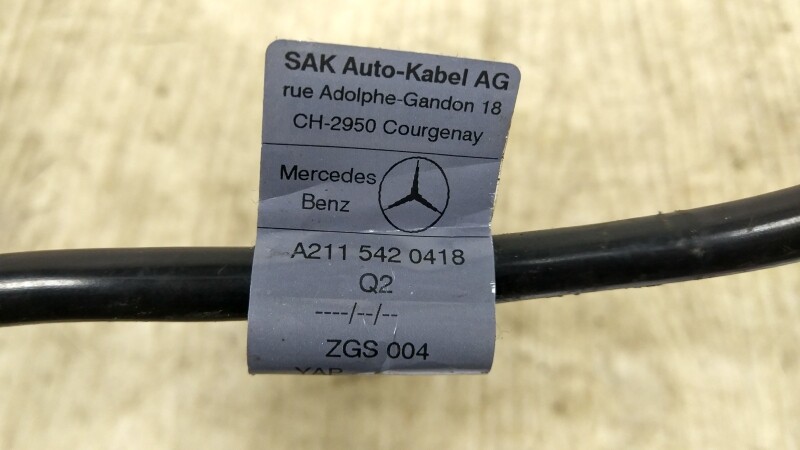 SAK Auto-Kabel AG
rue Adolphe-Gandon 18
CH-2950 Courgenay
Mercedes
Benz
A211 542 0418
Q2
----/--/--
ZGS 004